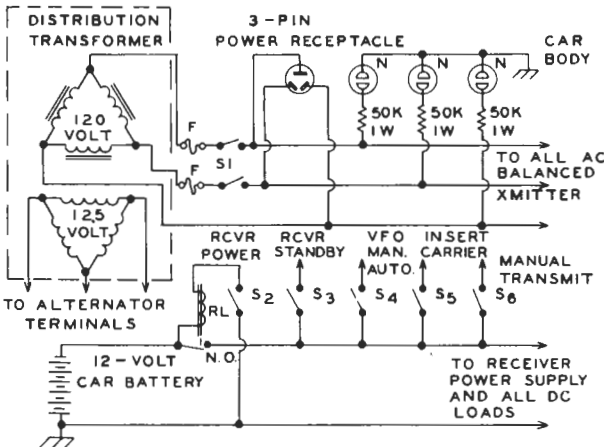 DISTRIBUTION
TRANSFORMER
3-PIN
POWER RECEPTACLE
N
N
N
CAR
BODY
120
VOLT
F
F
S1
50K
1W
50K
1W
50K
1W
TO ALL AC
BALANCED
XMITTER
12,5
VOLT
TO ALTERNATOR
TERMINALS
RCVR
POWER
RCVR
STANDBY
VFO
MAN.
AUTO.
INSERT
CARRIER
MANUAL
TRANSMIT
RL
S2
S3
S4
S5
S6
N.O.
12-VOLT
CAR BATTERY
TO RECEIVER
POWER SUPPLY
AND ALL DC
LOADS